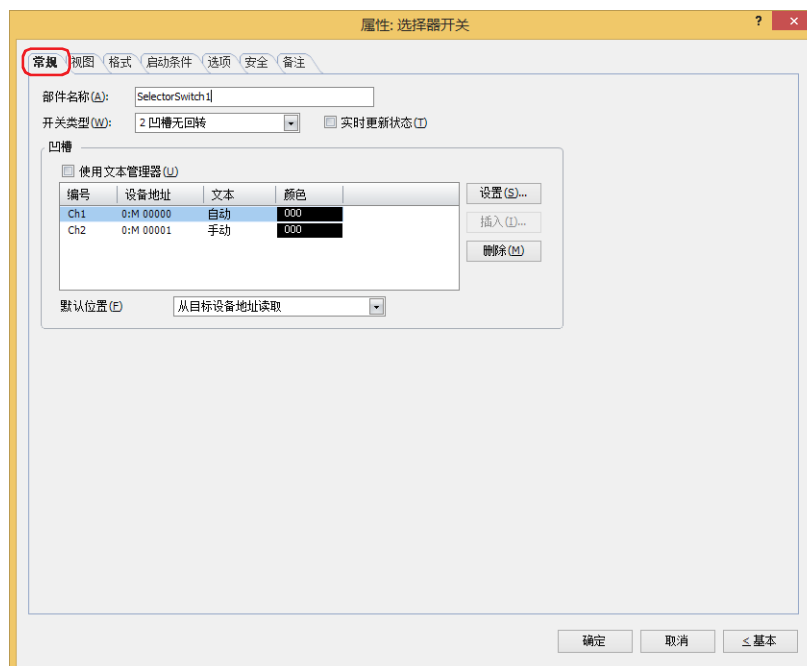 属性: 选择器开关
?
×
常规 视图 格式 启动条件 选项 安全 备注
部件名称(A): SelectorSwitch1
开关类型(W): 2 凹槽无回转 实时更新状态(T)
凹槽
使用文本管理器(U)
编号 设备地址 文本 颜色 设置(S)...
Ch1 0:M 00000 自动 000
Ch2 0:M 00001 手动 000
插入(I)...
删除(M)
默认位置(F) 从目标设备地址读取
确定 取消 ≤ 基本